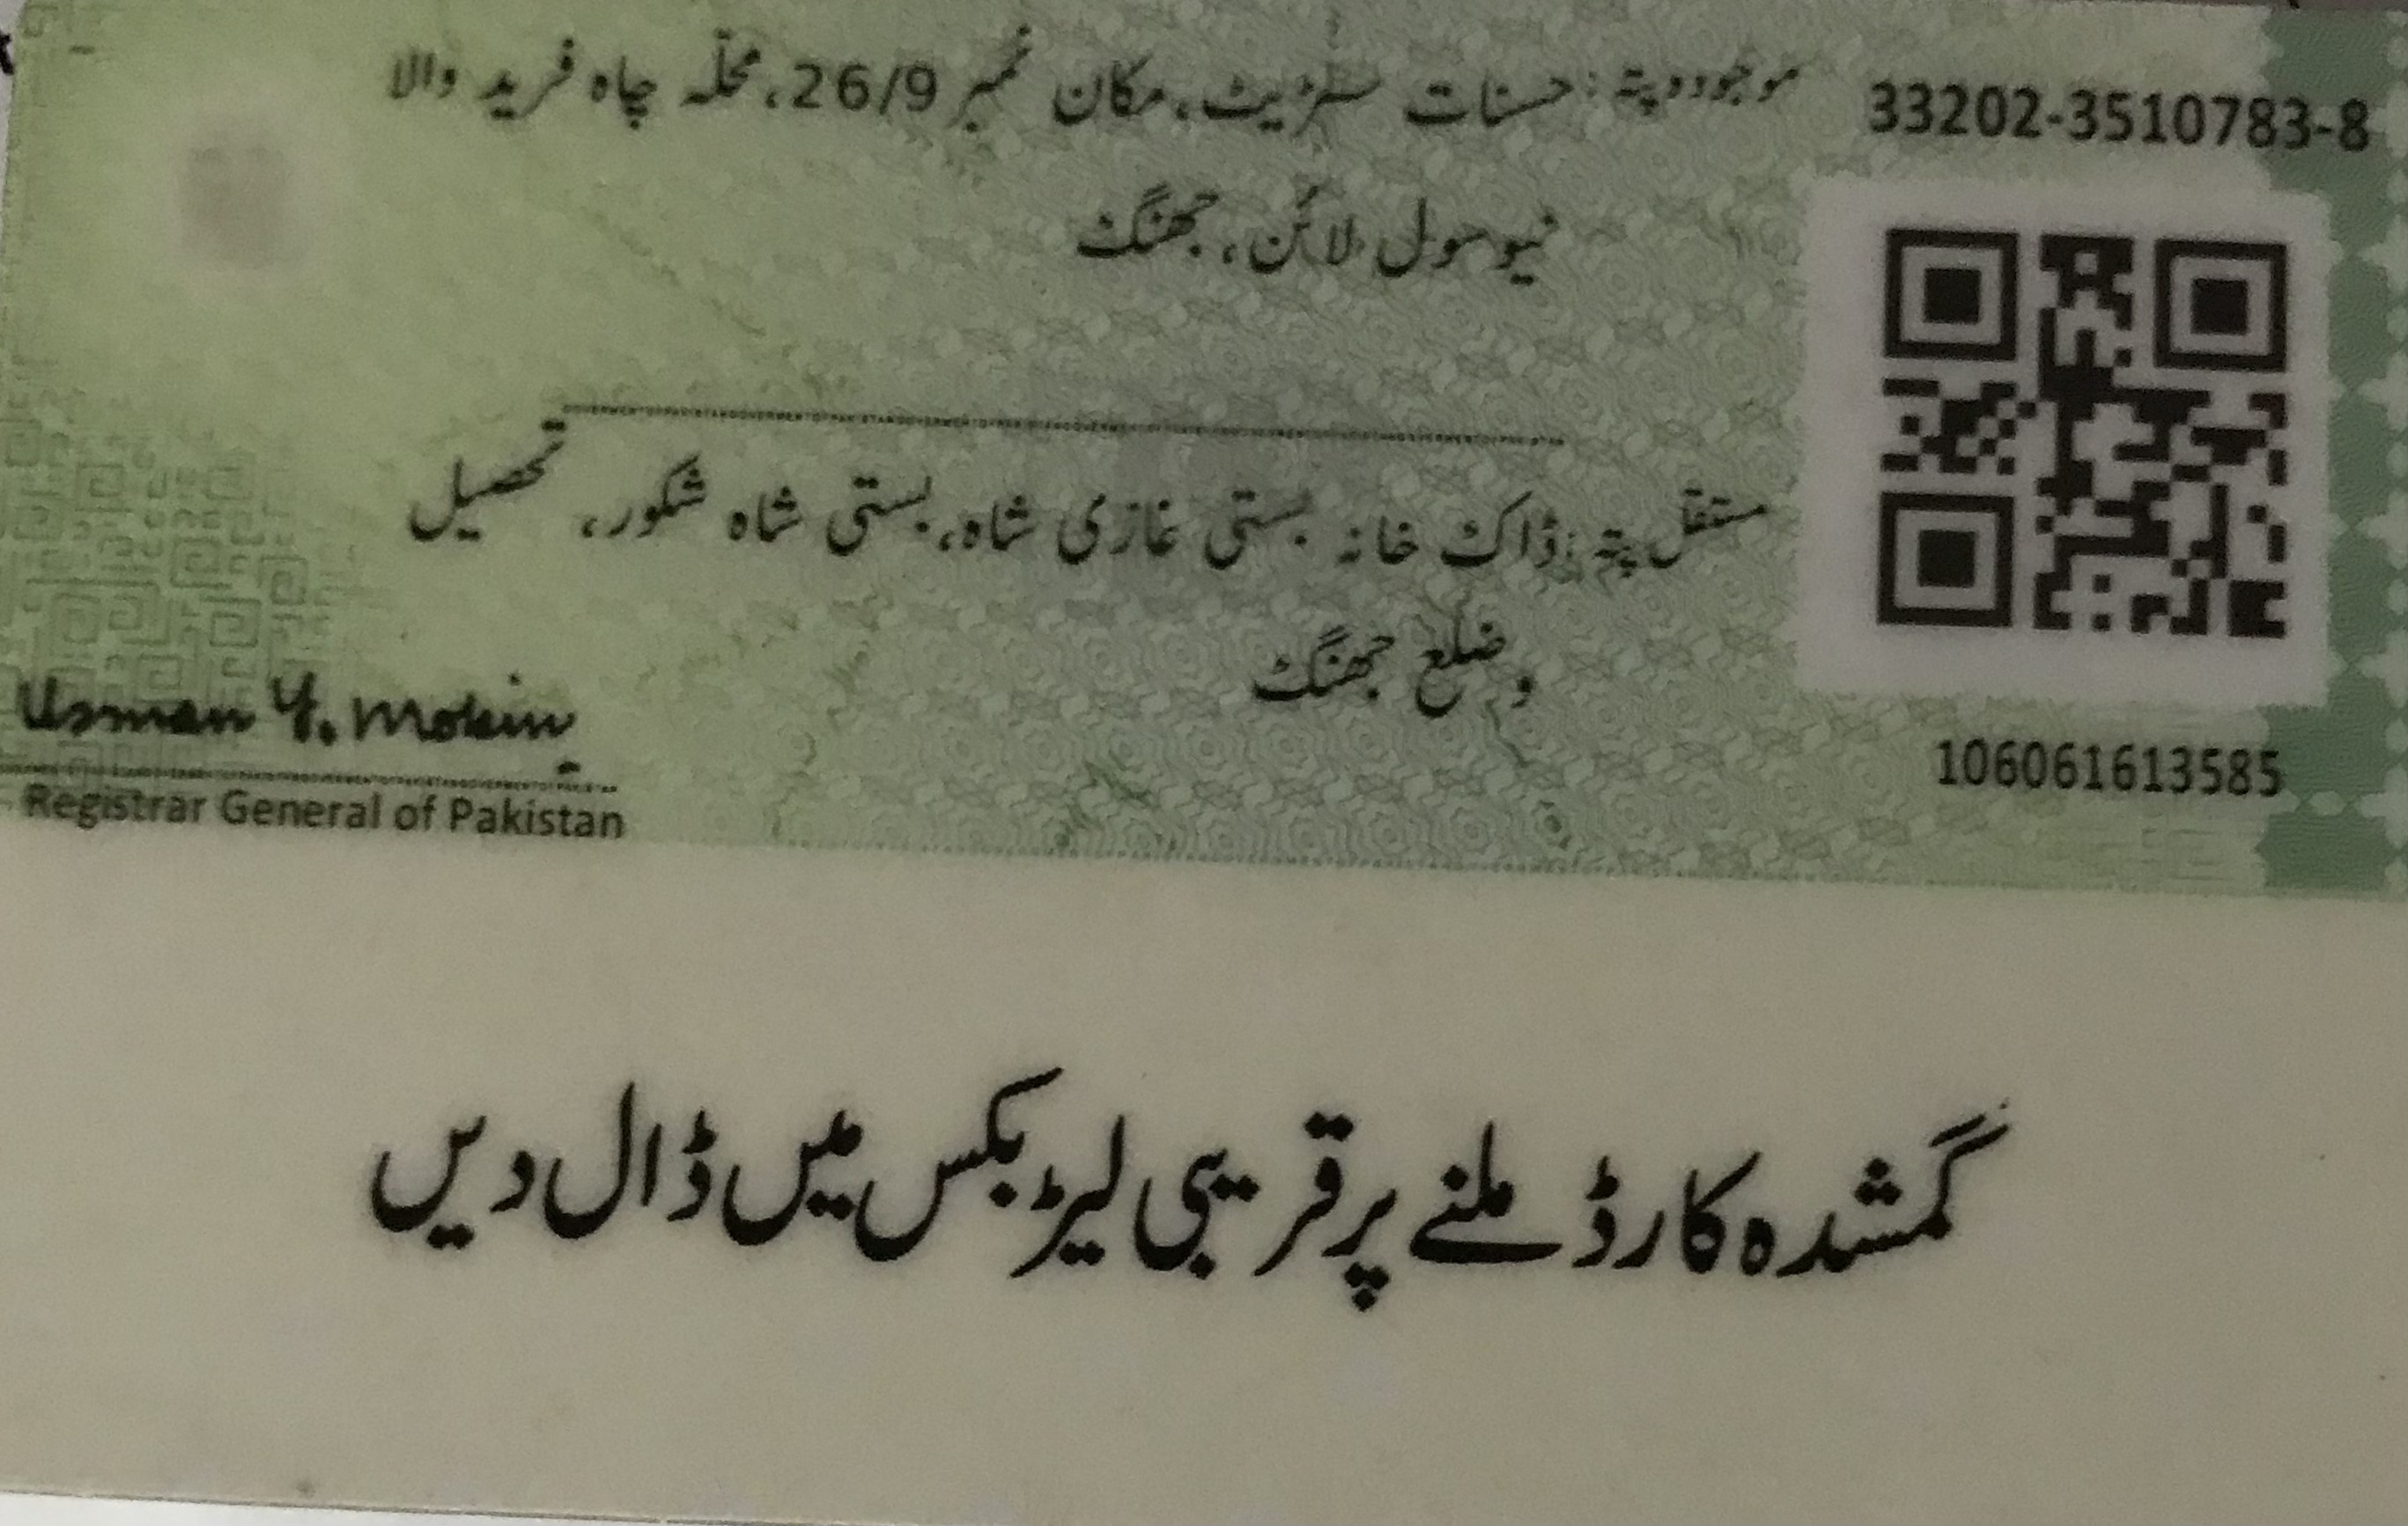 33202-3510783-8
موجودہ پتہ: حسنات سٹریٹ، مکان نمبر 26/9، محلّہ چاہ فرید والا
نیو سول لائن، جھنگ
مستقل پتہ: ڈاک خانہ بستی غازی شاہ، بستی شاہ شکور، تحصیل
و ضلع جھنگ
Usman Y. Mobin
Registrar General of Pakistan
106061613585
گمشدہ کارڈ ملنے پر قریبی لیٹر بکس میں ڈال دیں